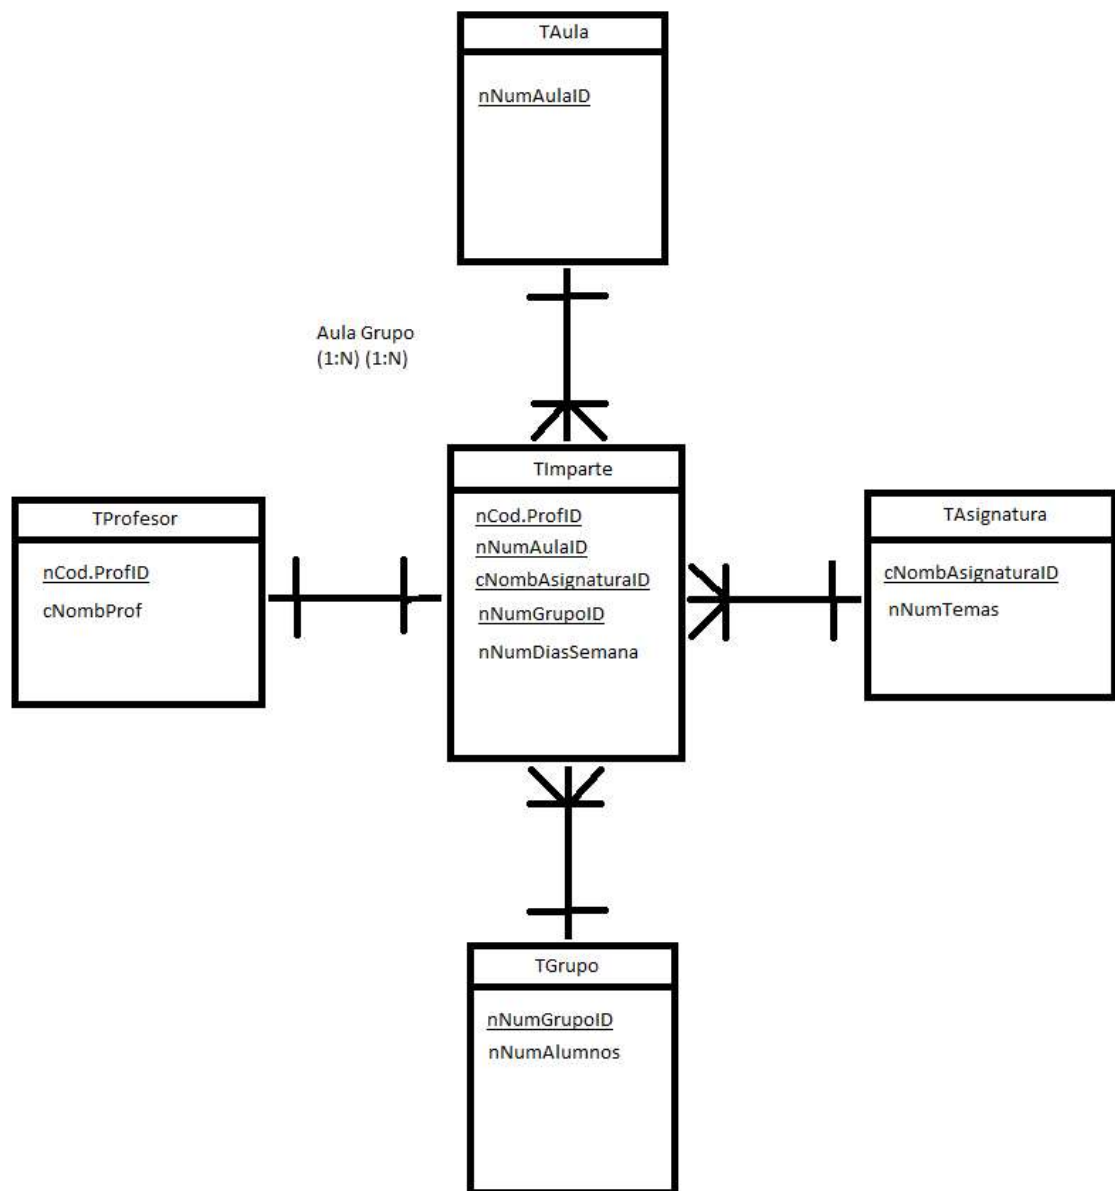 TAula
nNumAulaID
Aula Grupo
(1:N) (1:N)
TImparte
nCod.ProfID
nNumAulaID
cNombAsignaturaID
nNumGrupoID
nNumDiasSemana
TProfesor
nCod.ProfID
cNombProf
TAsignatura
cNombAsignaturaID
nNumTemas
TGrupo
nNumGrupoID
nNumAlumnos